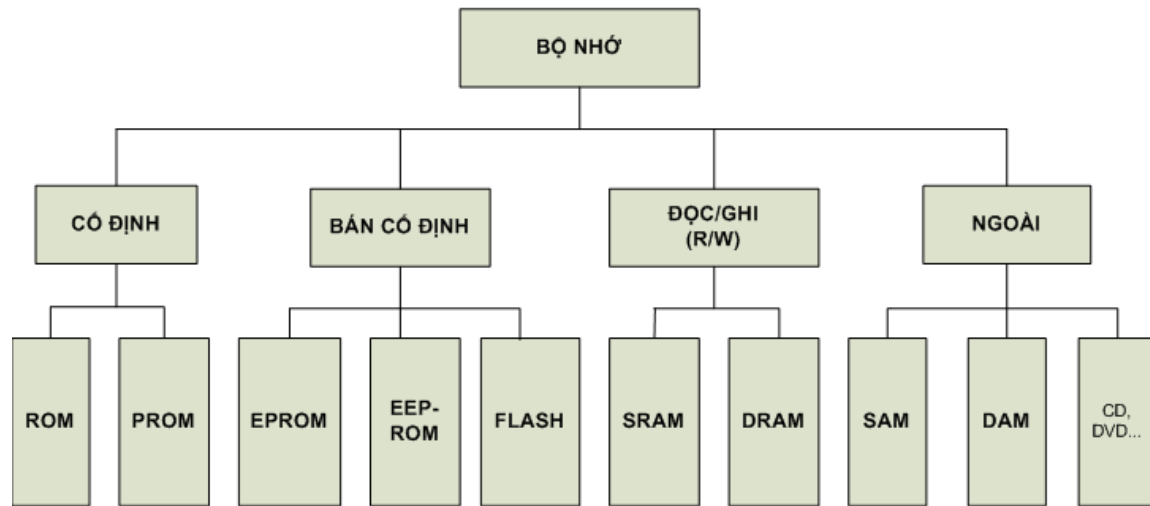 BỘ NHỚ
CỐ ĐỊNH
BÁN CỐ ĐỊNH
ĐỌC/GHI
(R/W)
NGOÀI
ROM
PROM
EPROM
EEP-
ROM
FLASH
SRAM
DRAM
SAM
DAM
CD,
DVD...